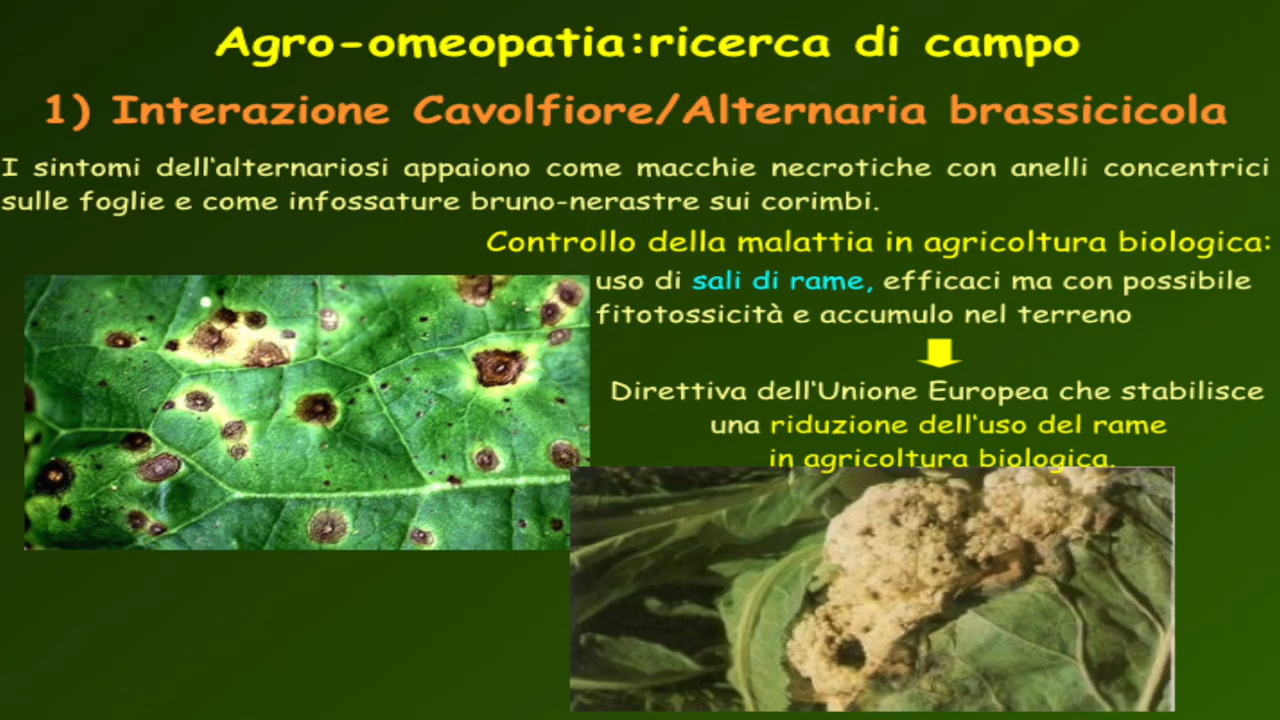 Agro-omeopatia:ricerca di campo
1) Interazione Cavolfiore/Alternaria brassicicola
I sintomi dell'alternariosi appaiono come macchie necrotiche con anelli concentrici
sulle foglie e come infossature bruno-nerastre sui corimbi.
Controllo della malattia in agricoltura biologica:
uso di sali di rame, efficaci ma con possibile
fitotossicità e accumulo nel terreno
Direttiva dell'Unione Europea che stabilisce
una riduzione dell'uso del rame
in agricoltura biologica.